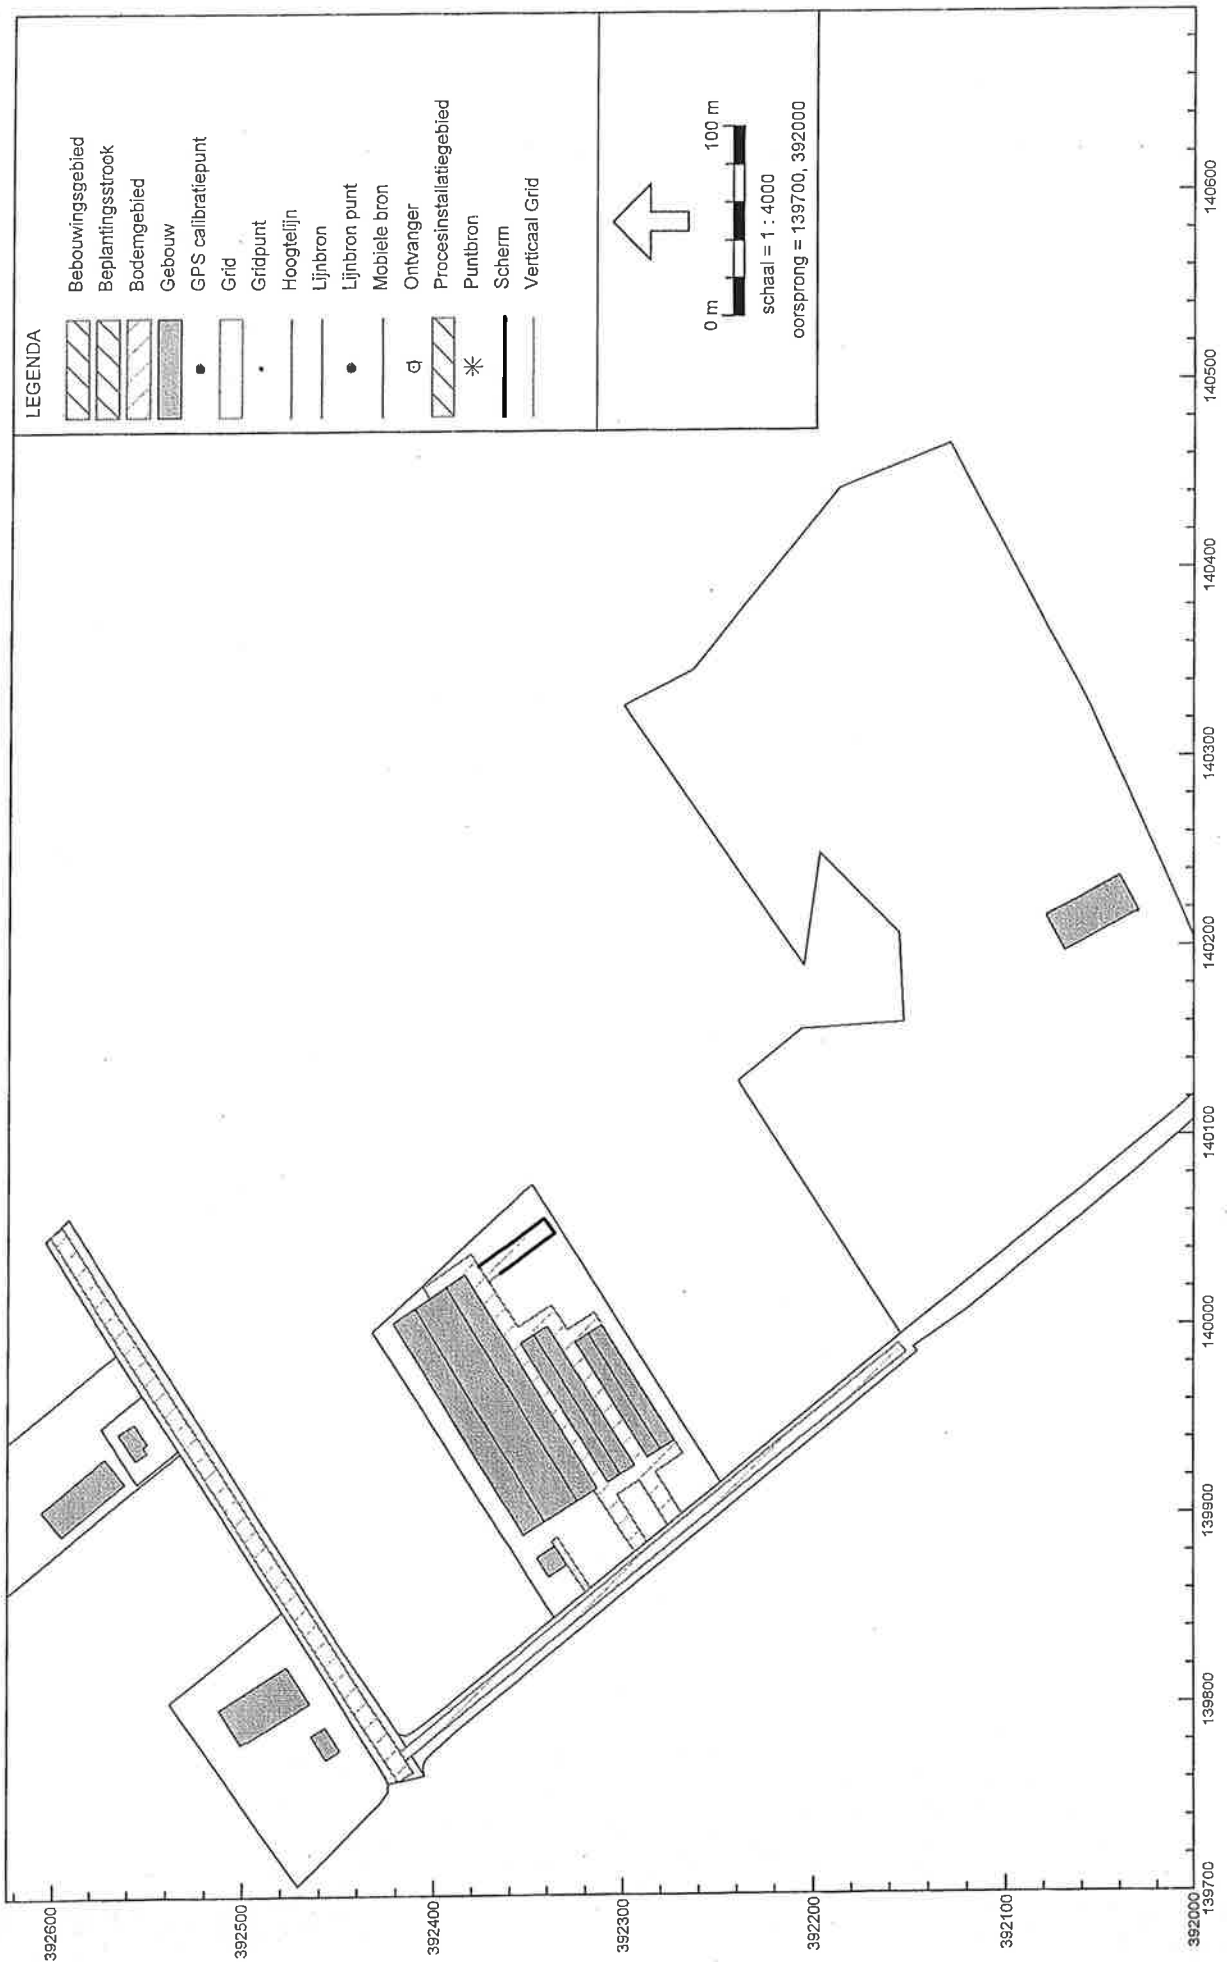 LEGENDA
Bebouwingsgebied
Beplantingsstrook
Bodemgebied
Gebouw
GPS calibratiepunt
Grid
Gridpunt
Hoogtelijn
Lijnbron
Lijnbron punt
Mobiele bron
Ontvanger
Procesinstallatiegebied
Puntbron
Scherm
Verticaal Grid
0 m 100 m
schaal = 1 : 4000
oorsprong = 139700, 392000
392600
392500
392400
392300
392200
392100
392000
139700
139800
139900
140000
140100
140200
140300
140400
140500
140600